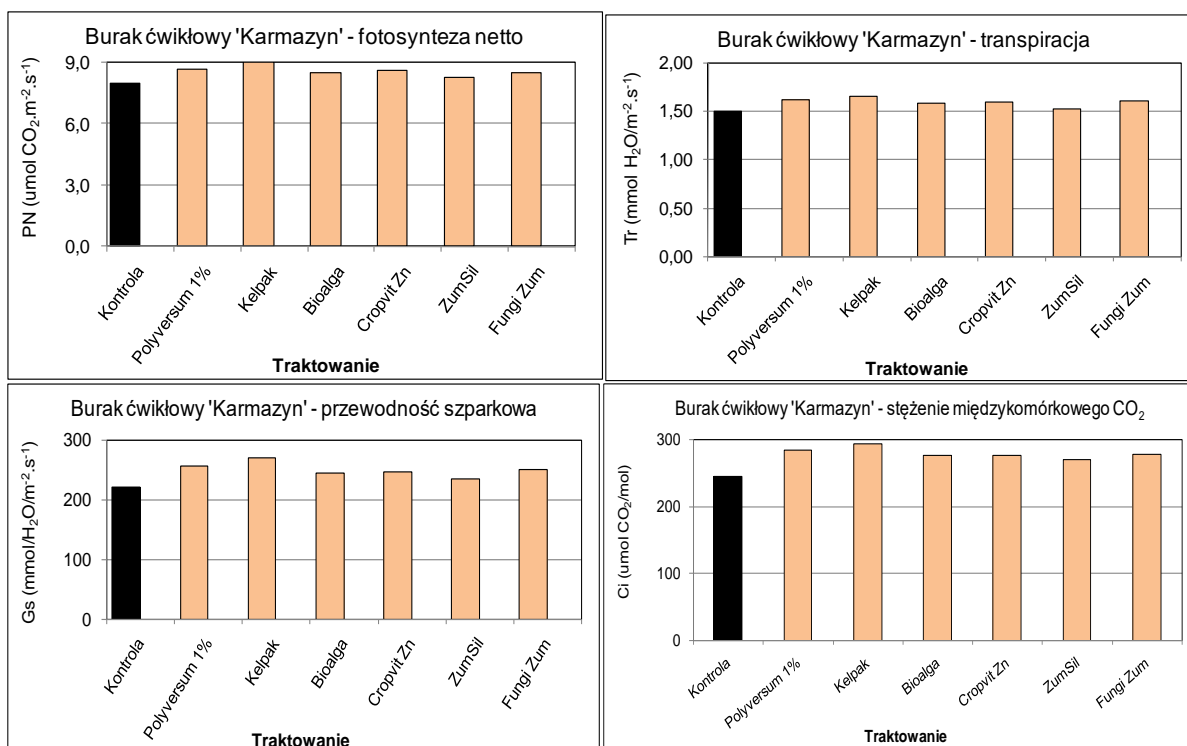 Burak ćwikłowy 'Karmazyn' - fotosynteza netto
PN (umol CO₂.m⁻².s⁻¹)
9,0
6,0
3,0
0,0
Kontrola
Polyversum 1%
Kelpak
Bioalga
Cropvit Zn
ZumSil
Fungi Zum
Traktowanie
Burak ćwikłowy 'Karmazyn' - transpiracja
Tr (mmol H₂O/m⁻².s⁻¹)
2,00
1,50
1,00
0,50
0,00
Kontrola
Polyversum 1%
Kelpak
Bioalga
Cropvit Zn
ZumSil
Fungi Zum
Traktowanie
Burak ćwikłowy 'Karmazyn' - przewodność szparkowa
Gs (mmol/H₂O/m⁻².s⁻¹)
300
200
100
0
Kontrola
Polyversum 1%
Kelpak
Bioalga
Cropvit Zn
ZumSil
Fungi Zum
Traktowanie
Burak ćwikłowy 'Karmazyn' - stężenie międzykomórkowego CO₂
Ci (umol CO₂/mol)
300
200
100
0
Kontrola
Polyversum 1%
Kelpak
Bioalga
Cropvit Zn
ZumSil
Fungi Zum
Traktowanie